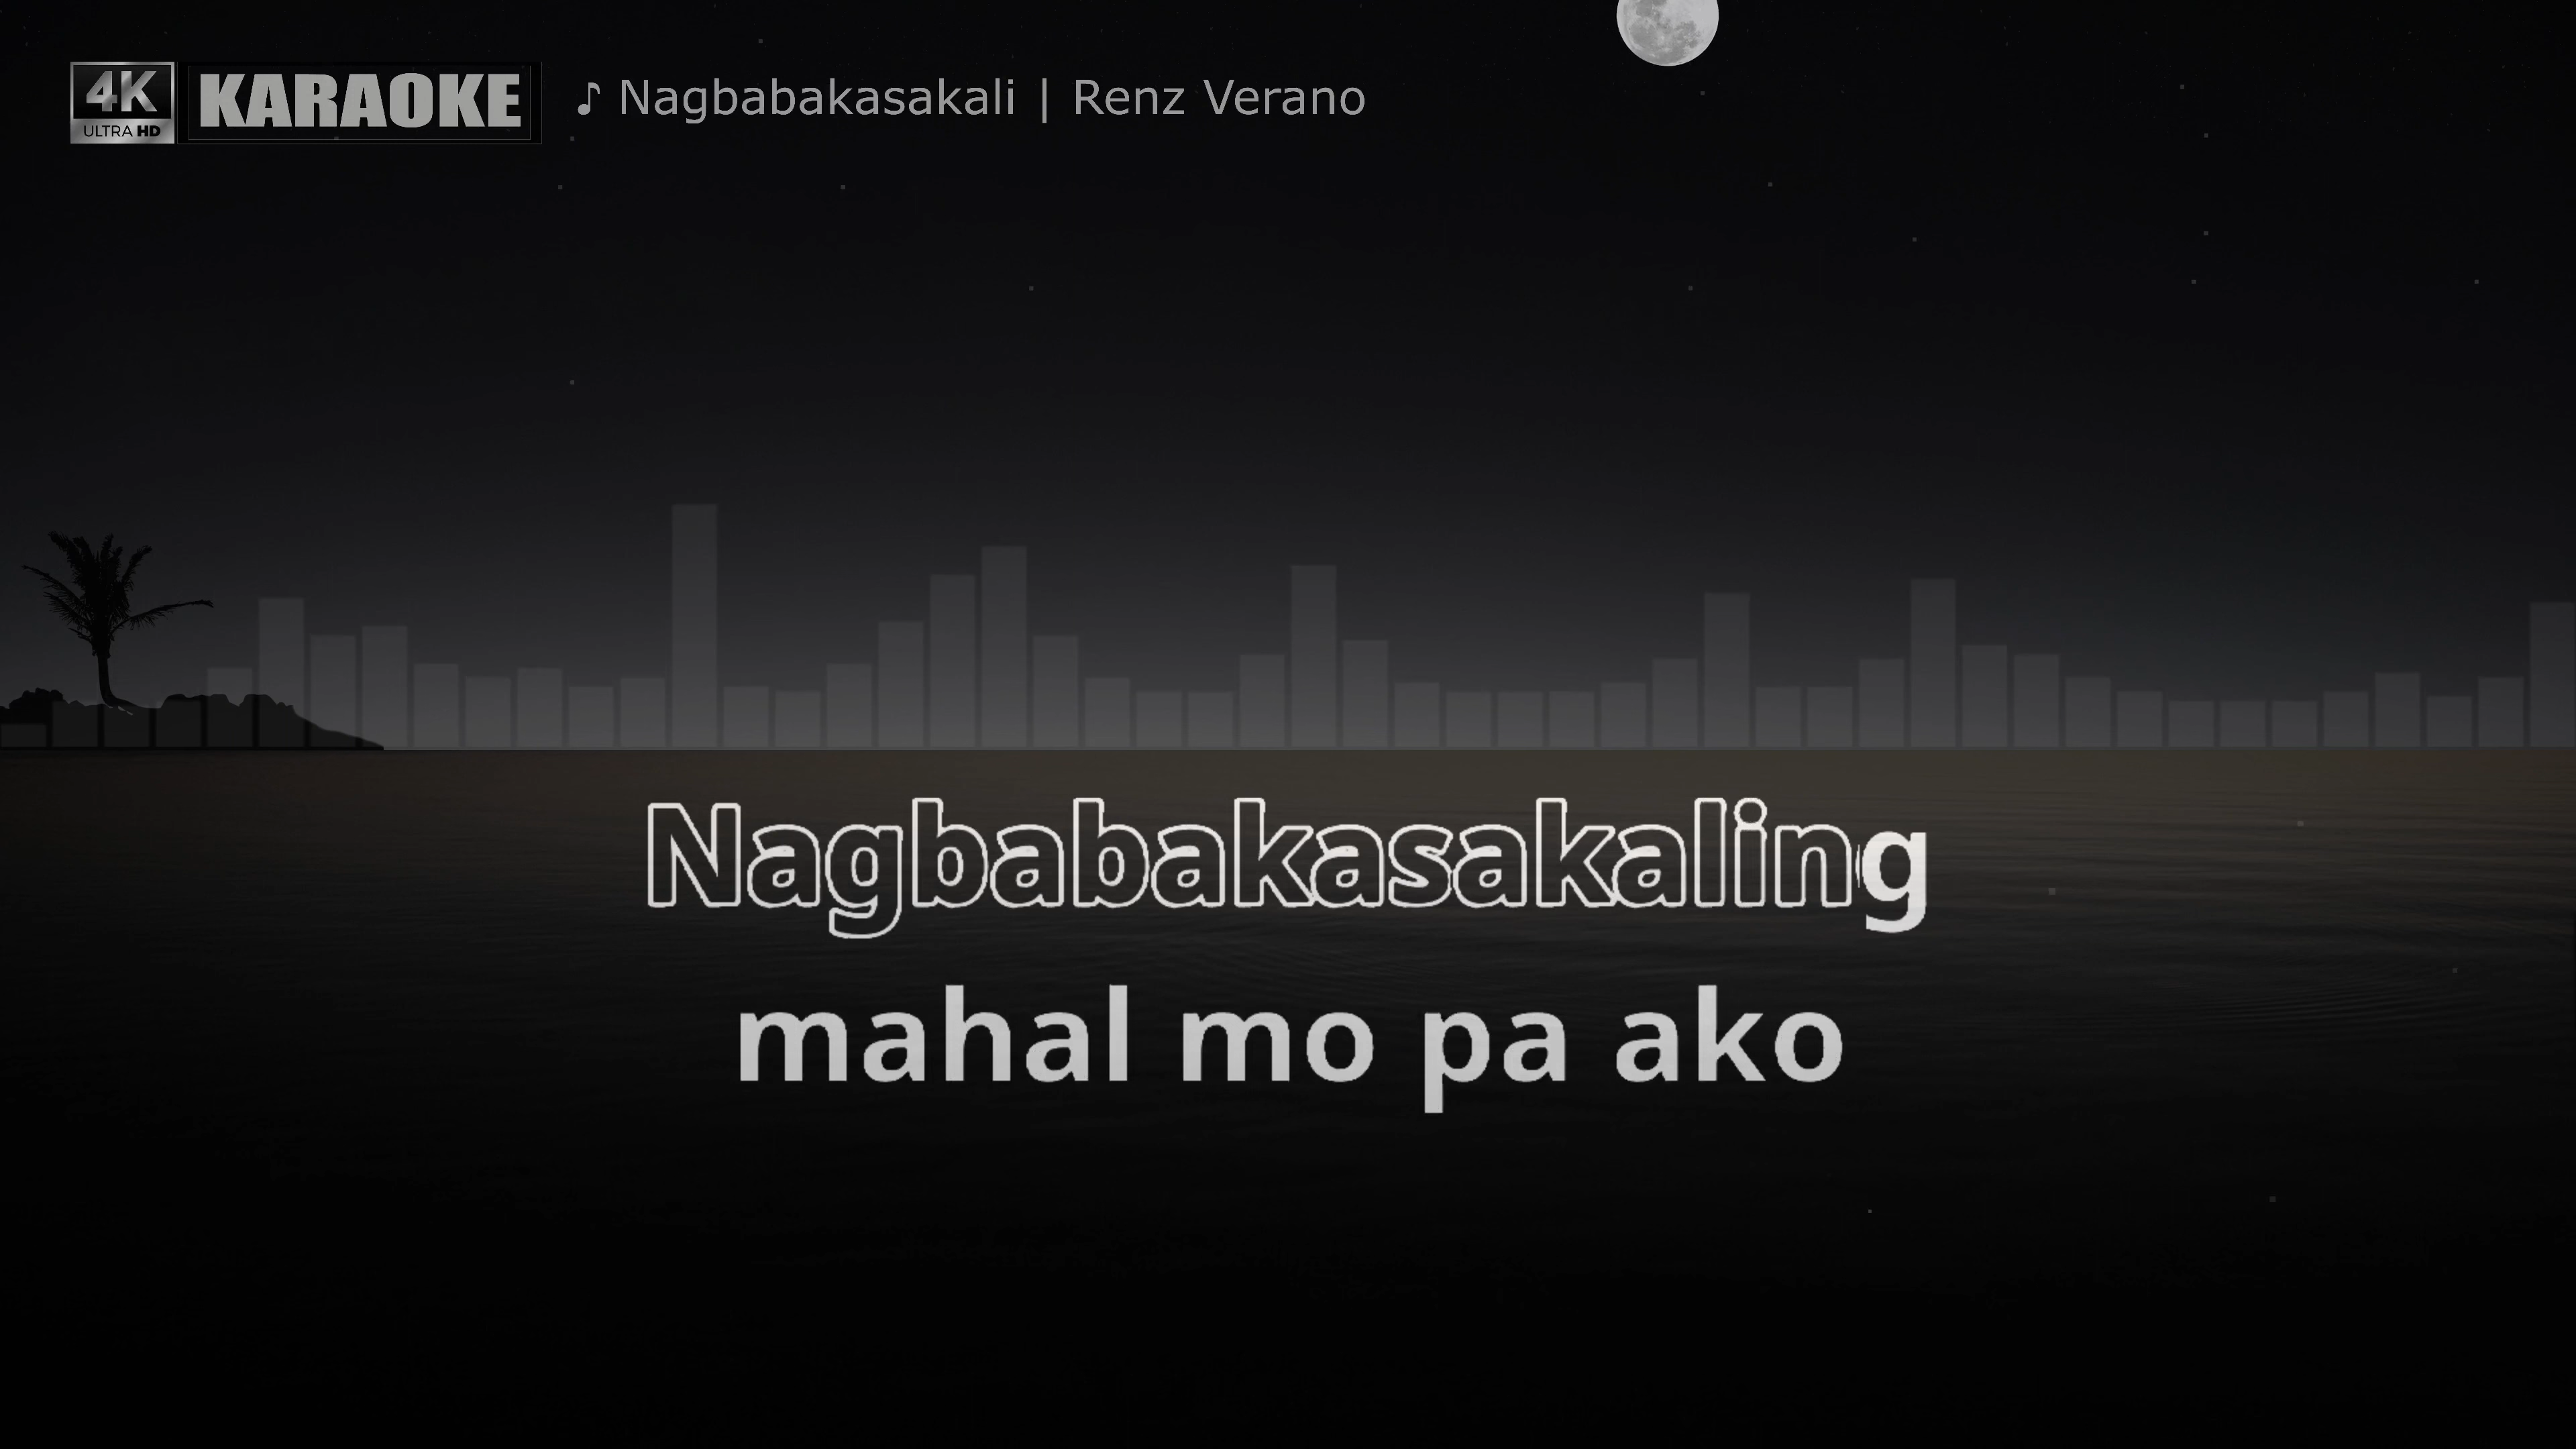 4K
ULTRA HD
KARAOKE
♪ Nagbabakasakali | Renz Verano
Nagbabakasakaling
mahal mo pa ako